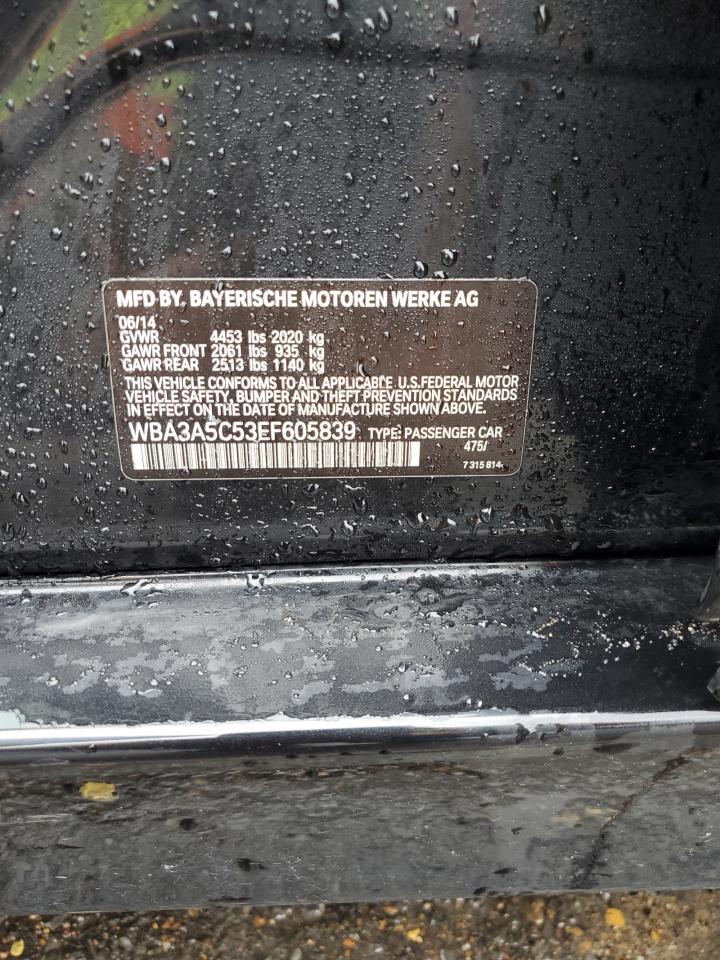 MFD BY. BAYERISCHE MOTOREN WERKE AG
06/14
GVWR 4453 lbs 2020 kg
GAWR FRONT 2061 lbs 935 kg
GAWR REAR 2513 lbs 1140 kg
THIS VEHICLE CONFORMS TO ALL APPLICABLE U.S.FEDERAL MOTOR
VEHICLE SAFETY, BUMPER AND THEFT PREVENTION STANDARDS
IN EFFECT ON THE DATE OF MANUFACTURE SHOWN ABOVE.
WBA3A5C53EF605839 TYPE: PASSENGER CAR
475/
7 315 814